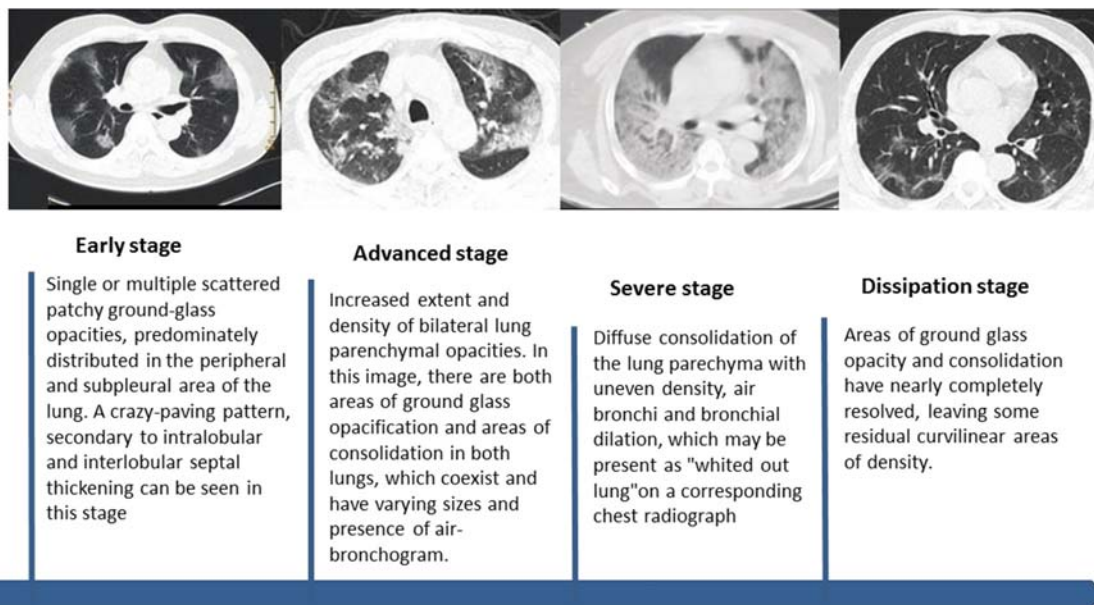 Early stage
Single or multiple scattered
patchy ground-glass
opacities, predominately
distributed in the peripheral
and subpleural area of the
lung. A crazy-paving pattern,
secondary to intralobular
and interlobular septal
thickening can be seen in
this stage
Advanced stage
Increased extent and
density of bilateral lung
parenchymal opacities. In
this image, there are both
areas of ground glass
opacification and areas of
consolidation in both
lungs, which coexist and
have varying sizes and
presence of air-
bronchogram.
Severe stage
Diffuse consolidation of
the lung parechyma with
uneven density, air
bronchi and bronchial
dilation, which may be
present as "whited out
lung"on a corresponding
chest radiograph
Dissipation stage
Areas of ground glass
opacity and consolidation
have nearly completely
resolved, leaving some
residual curvilinear areas
of density.